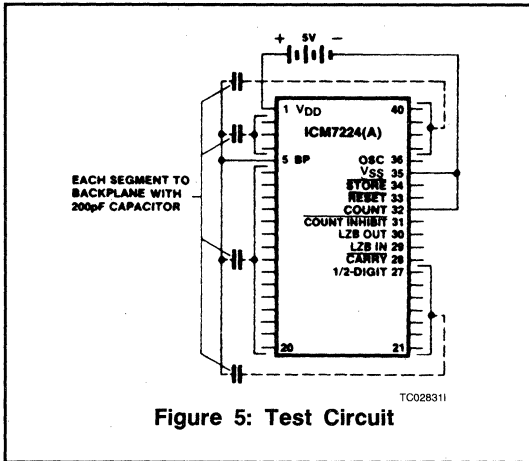 + 5V −
1 VDD 40
ICM7224(A)
5 BP OSC 36
VSS 35
STORE 34
RESET 33
COUNT 32
COUNT INHIBIT 31
LZB OUT 30
LZB IN 29
CARRY 28
1/2-DIGIT 27
20 21
EACH SEGMENT TO
BACKPLANE WITH
200pF CAPACITOR
TC02831I
Figure 5: Test Circuit